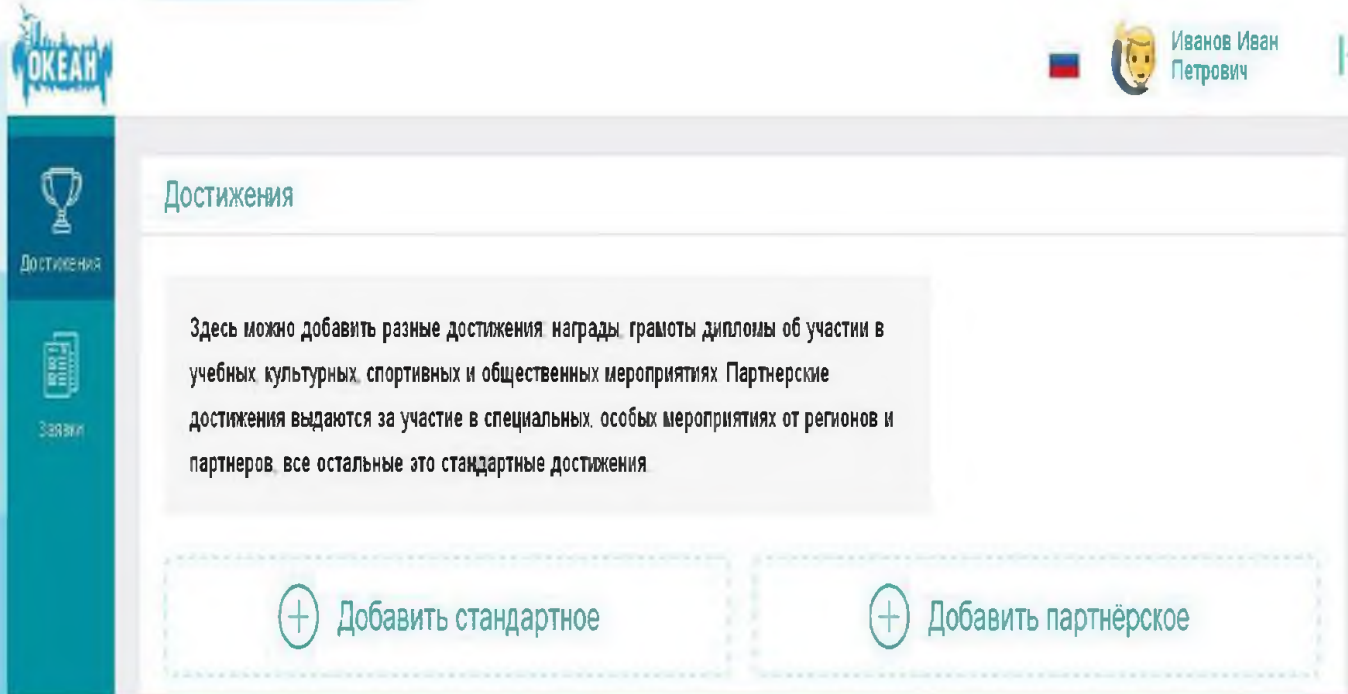 ОКЕАН
Иванов Иван
Петрович
Достижения
Достижения
Здесь можно добавить разные достижения, награды, грамоты дипломы об участии в
учебных, культурных, спортивных и общественных мероприятиях. Партнерские
достижения выдаются за участие в специальных, особых мероприятиях от регионов и
партнеров, все остальные это стандартные достижения.
Заявки
Добавить стандартное
Добавить партнёрское